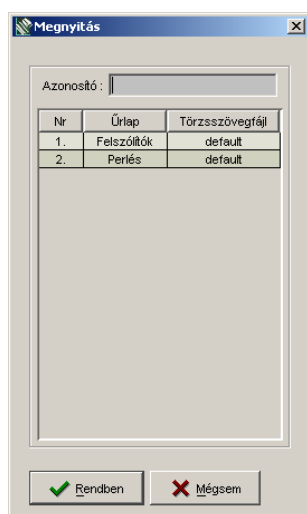 Megnyitás
Azonosító :
Nr Űrlap Törzsszövegfájl
1. Felszólítók default
2. Perlés default
Rendben Mégsem